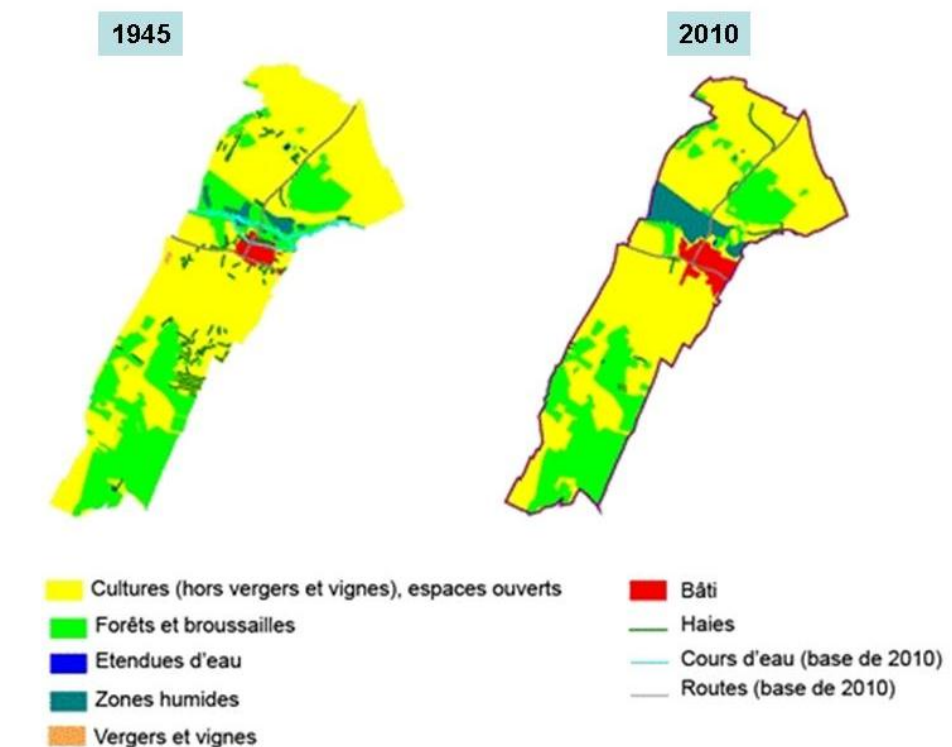 1945
2010
Cultures (hors vergers et vignes), espaces ouverts
Forêts et broussailles
Etendues d'eau
Zones humides
Vergers et vignes
Bâti
Haies
Cours d'eau (base de 2010)
Routes (base de 2010)